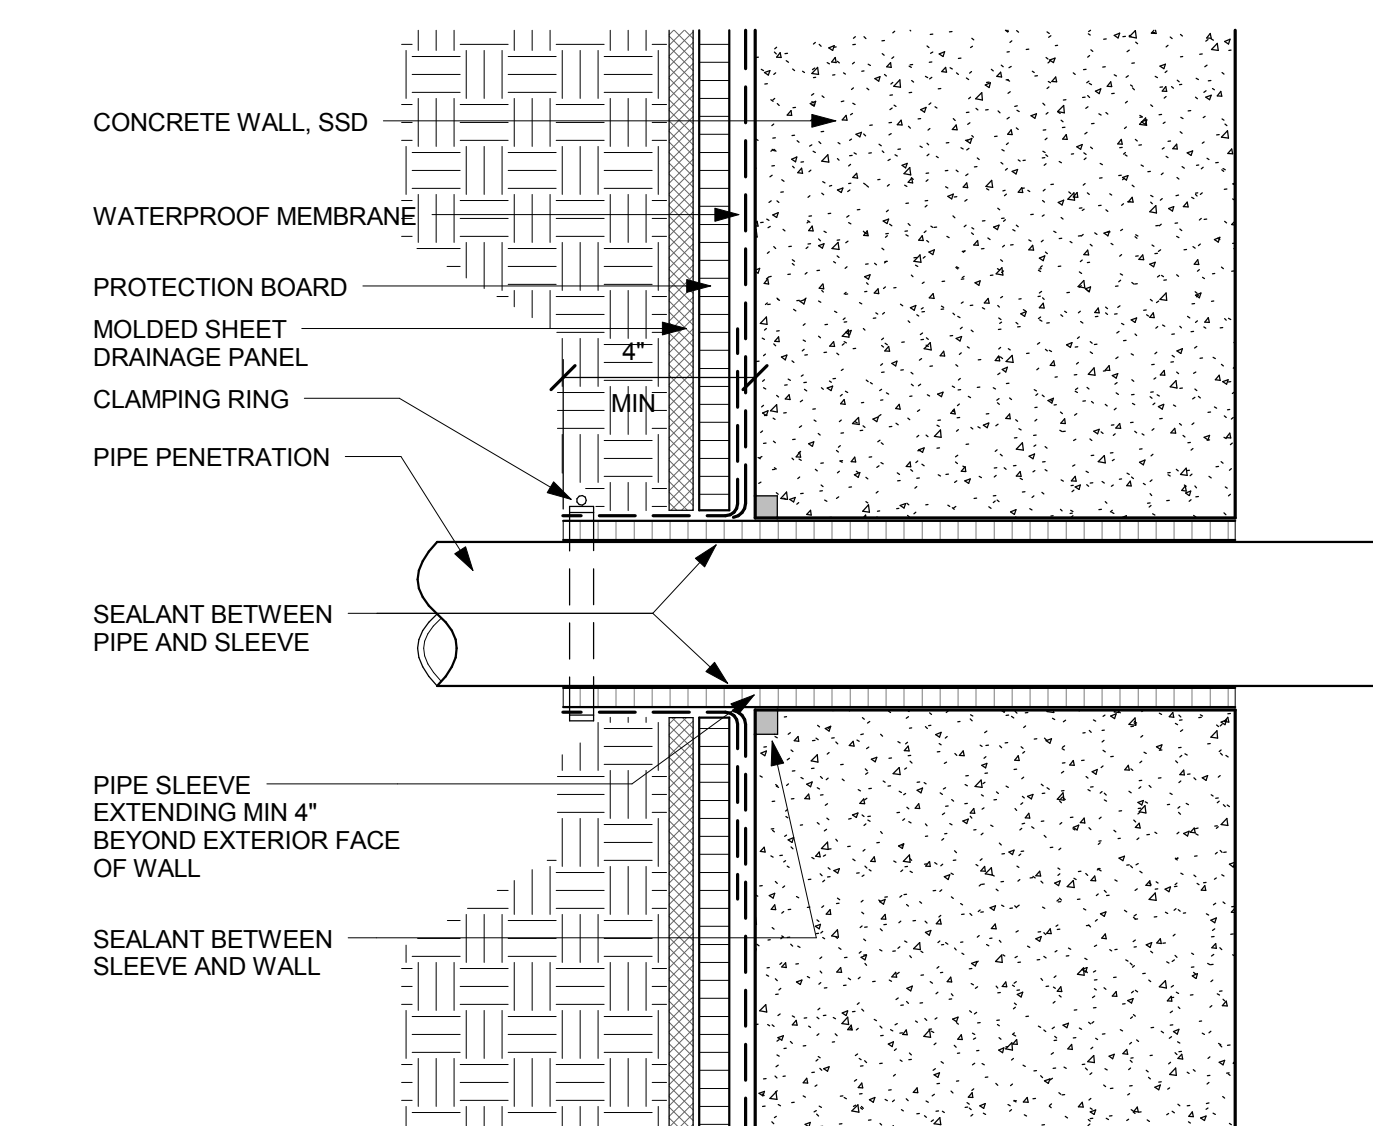 CONCRETE WALL, SSD
WATERPROOF MEMBRANE
PROTECTION BOARD
MOLDED SHEET
DRAINAGE PANEL
4"
MIN
CLAMPING RING
PIPE PENETRATION
SEALANT BETWEEN
PIPE AND SLEEVE
PIPE SLEEVE
EXTENDING MIN 4"
BEYOND EXTERIOR FACE
OF WALL
SEALANT BETWEEN
SLEEVE AND WALL